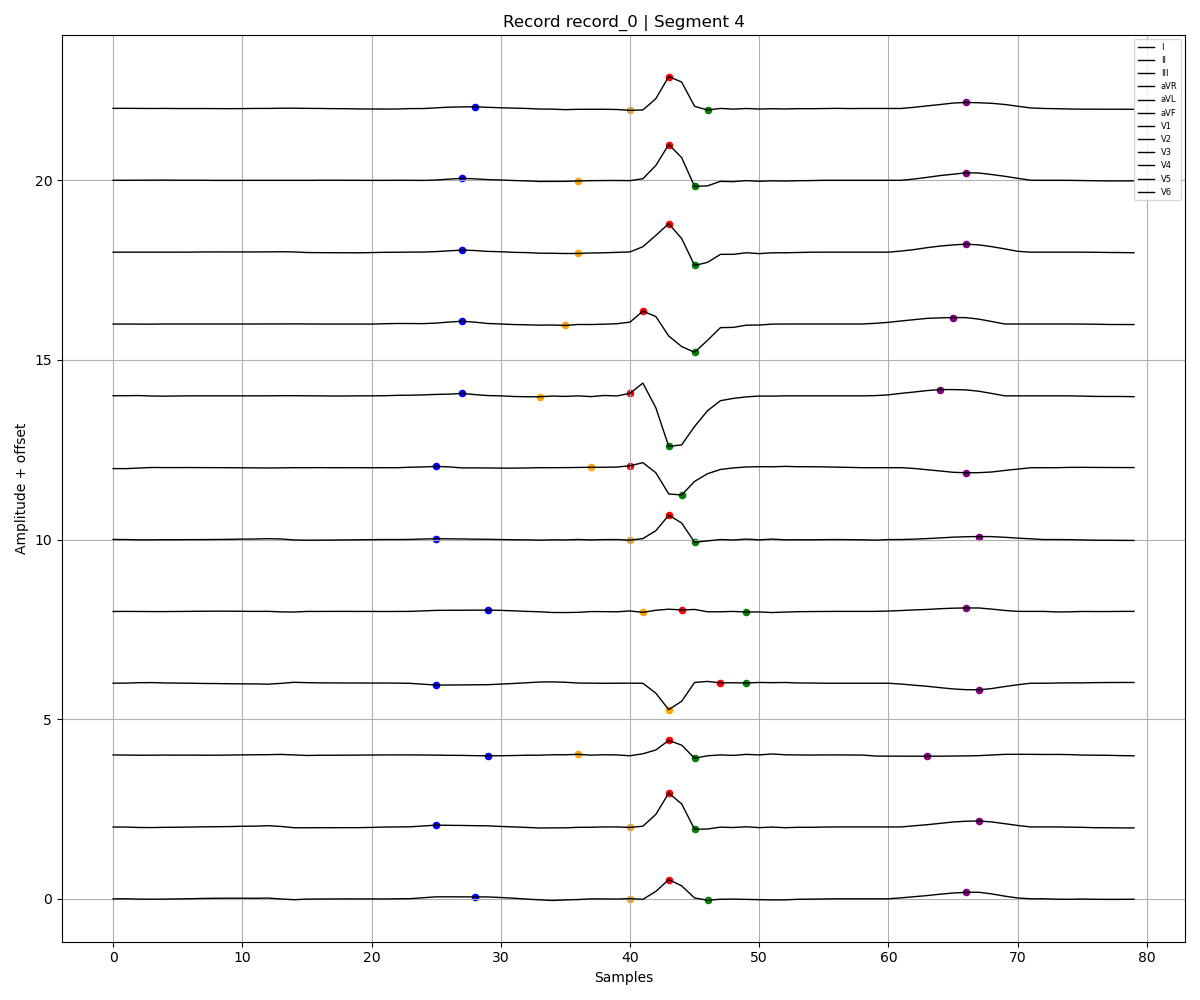 Record record_0 | Segment 4
I
II
III
aVR
aVL
aVF
V1
V2
V3
V4
V5
V6
Amplitude + offset
20
15
10
5
0
0 10 20 30 40 50 60 70 80
Samples